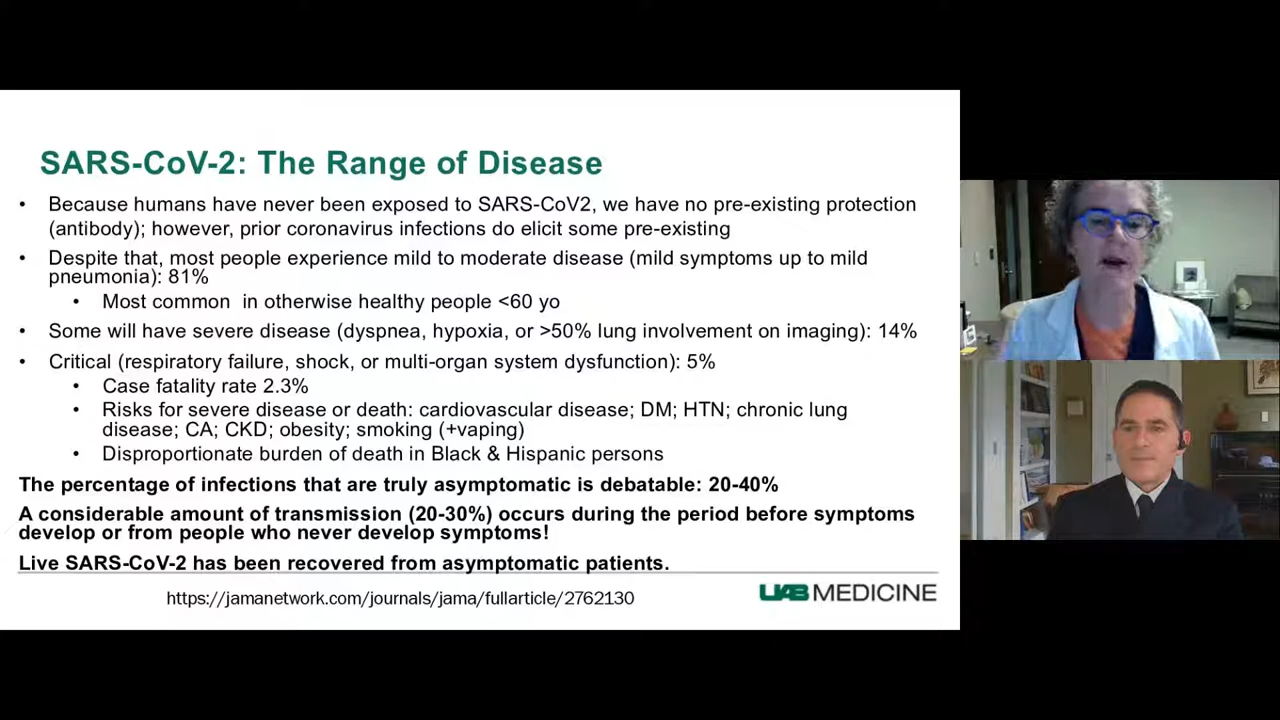 SARS-CoV-2: The Range of Disease
• Because humans have never been exposed to SARS-CoV2, we have no pre-existing protection
(antibody); however, prior coronavirus infections do elicit some pre-existing
• Despite that, most people experience mild to moderate disease (mild symptoms up to mild
pneumonia): 81%
• Most common in otherwise healthy people <60 yo
• Some will have severe disease (dyspnea, hypoxia, or >50% lung involvement on imaging): 14%
• Critical (respiratory failure, shock, or multi-organ system dysfunction): 5%
• Case fatality rate 2.3%
• Risks for severe disease or death: cardiovascular disease; DM; HTN; chronic lung
disease; CA; CKD; obesity; smoking (+vaping)
• Disproportionate burden of death in Black & Hispanic persons
The percentage of infections that are truly asymptomatic is debatable: 20-40%
A considerable amount of transmission (20-30%) occurs during the period before symptoms
develop or from people who never develop symptoms!
Live SARS-CoV-2 has been recovered from asymptomatic patients.
https://jamanetwork.com/journals/jama/fullarticle/2762130
UAB MEDICINE